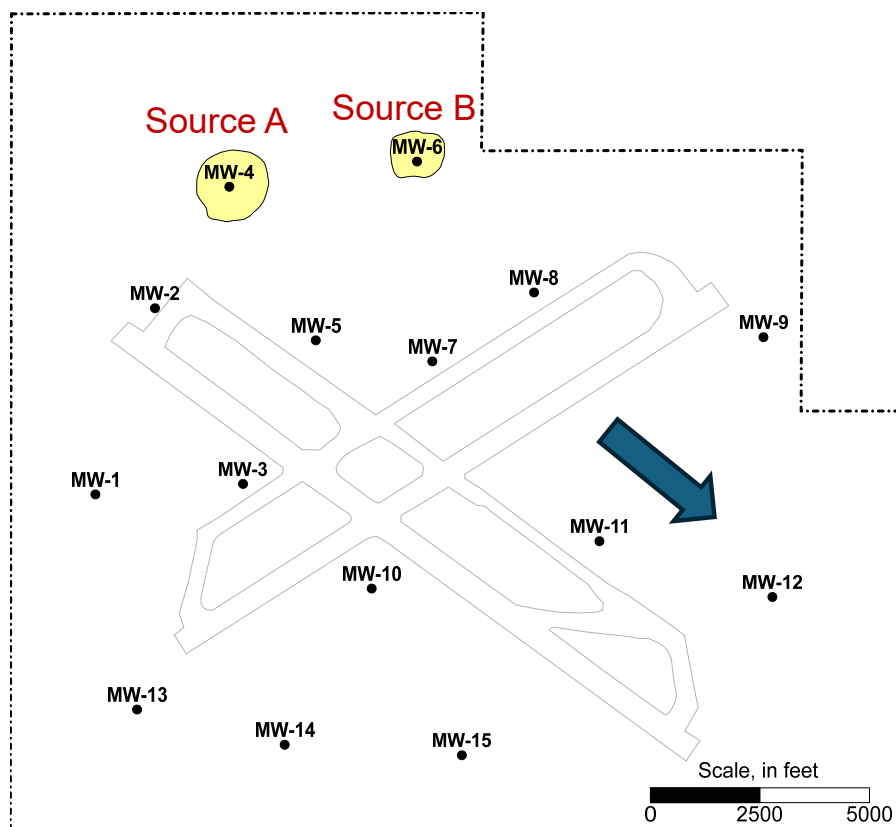 Source A
Source B
MW-6
MW-4
MW-8
MW-2
MW-5
MW-9
MW-7
MW-3
MW-1
MW-11
MW-10
MW-12
MW-13
MW-14
MW-15
Scale, in feet
0 2500 5000